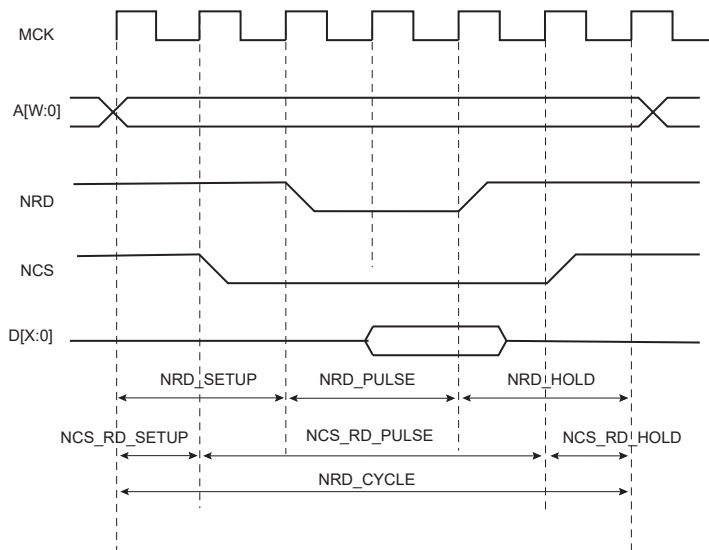 MCK
A[W:0]
NRD
NCS
D[X:0]
NRD_SETUP NRD_PULSE NRD_HOLD
NCS_RD_SETUP NCS_RD_PULSE NCS_RD_HOLD
NRD_CYCLE